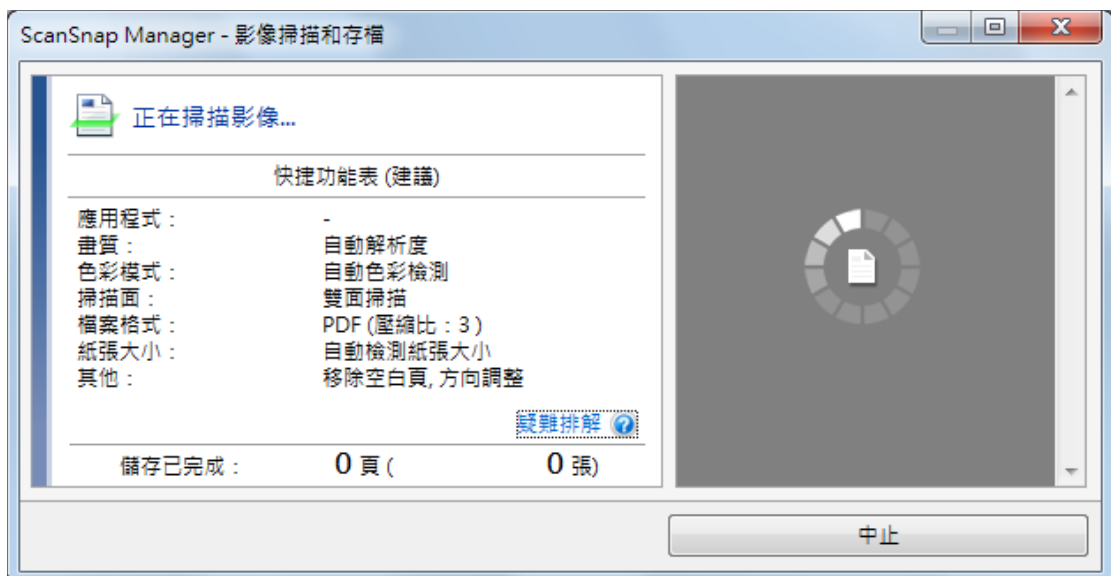 ScanSnap Manager - 影像掃描和存檔
正在掃描影像...
快捷功能表 (建議)
應用程式： -
畫質： 自動解析度
色彩模式： 自動色彩檢測
掃描面： 雙面掃描
檔案格式： PDF (壓縮比：3)
紙張大小： 自動檢測紙張大小
其他： 移除空白頁, 方向調整
疑難排解
儲存已完成： 0 頁 ( 0 張)
中止